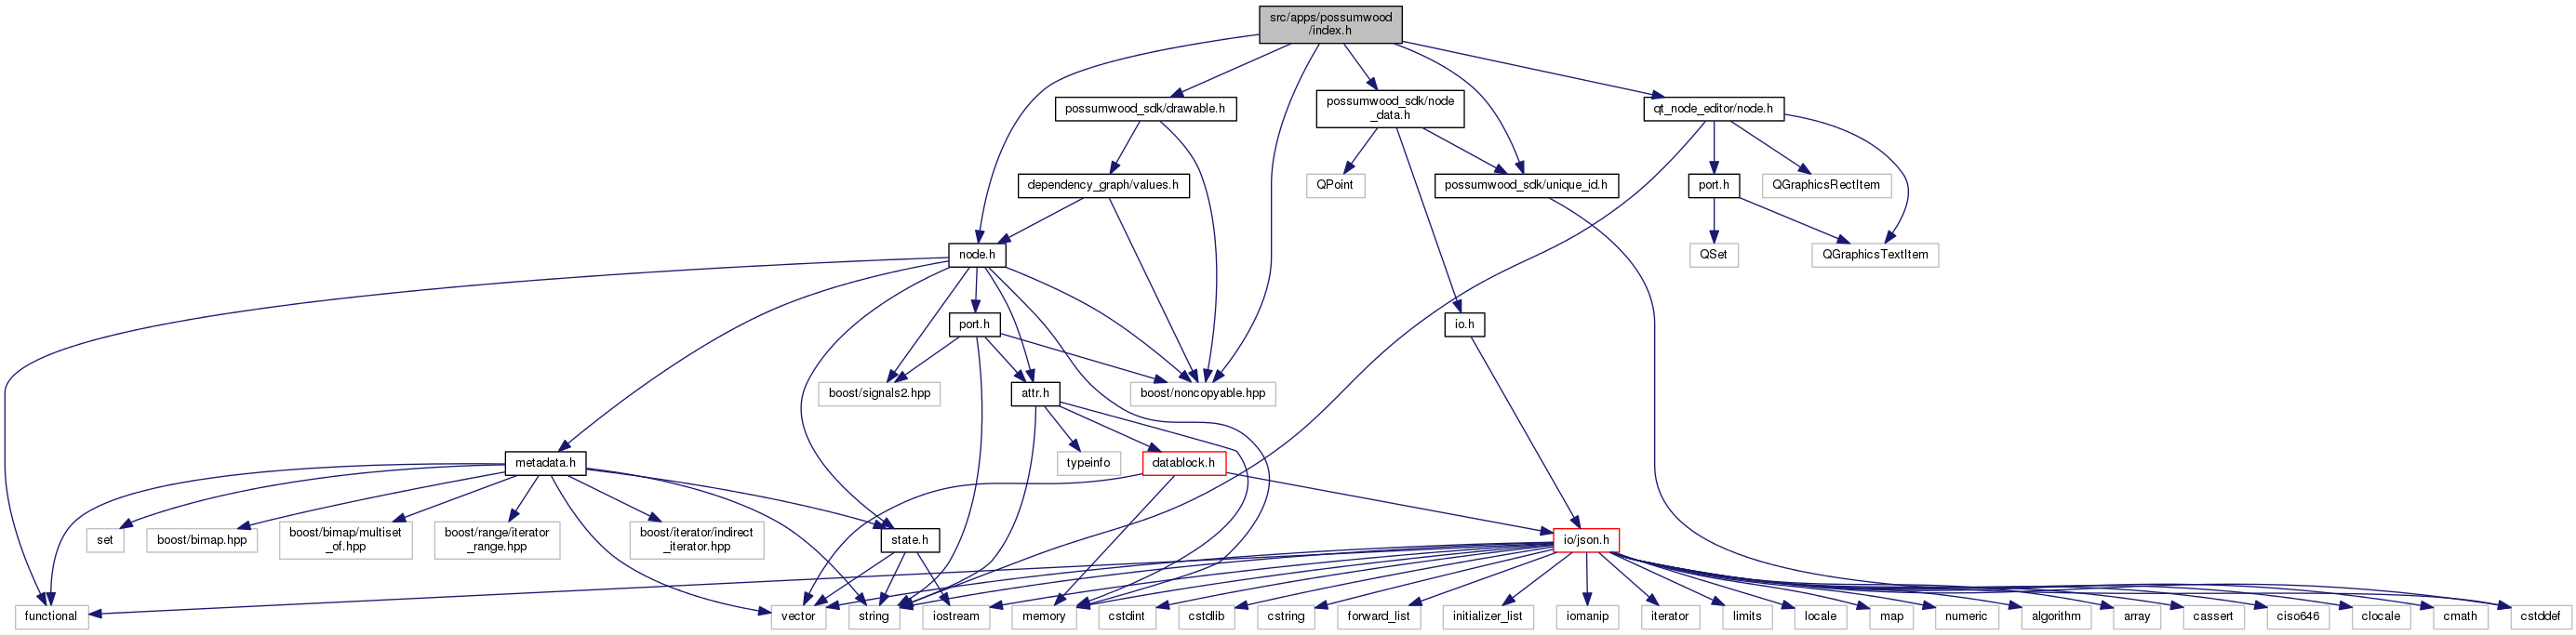 src/apps/possumwood
/index.h
possumwood_sdk/drawable.h
possumwood_sdk/node
_data.h
qt_node_editor/node.h
dependency_graph/values.h
QPoint
possumwood_sdk/unique_id.h
port.h
QGraphicsRectItem
node.h
QSet
QGraphicsTextItem
port.h
io.h
boost/signals2.hpp
attr.h
boost/noncopyable.hpp
metadata.h
typeinfo
datablock.h
set
boost/bimap.hpp
boost/bimap/multiset
_of.hpp
boost/range/iterator
_range.hpp
boost/iterator/indirect
_iterator.hpp
state.h
io/json.h
functional
vector
string
iostream
memory
cstdint
cstdlib
cstring
forward_list
initializer_list
iomanip
iterator
limits
locale
map
numeric
algorithm
array
cassert
ciso646
clocale
cmath
cstddef